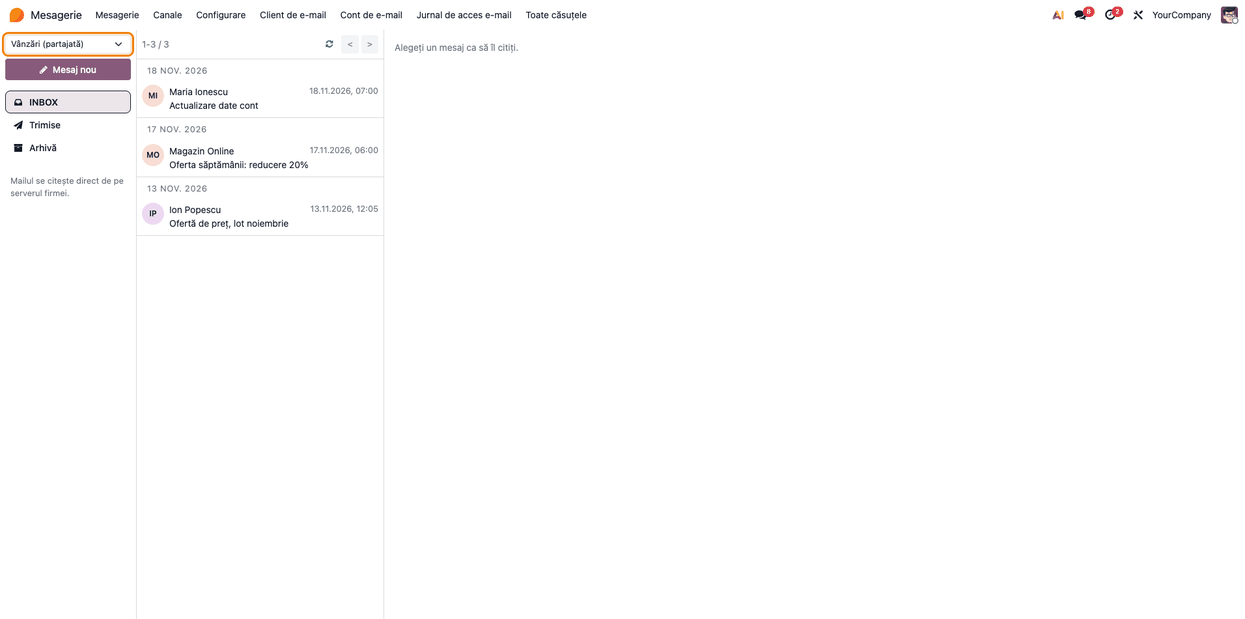 Mesagerie Mesagerie Canale Configurare Client de e-mail Cont de e-mail Jurnal de acces e-mail Toate căsuțele AI 8 2 YourCompany
Vânzări (partajată)
Mesaj nou
INBOX
Trimise
Arhivă
Mailul se citește direct de pe
serverul firmei.
1-3 / 3 < >
18 NOV. 2026
MI Maria Ionescu 18.11.2026, 07:00
Actualizare date cont
17 NOV. 2026
MO Magazin Online 17.11.2026, 06:00
Oferta săptămânii: reducere 20%
13 NOV. 2026
IP Ion Popescu 13.11.2026, 12:05
Ofertă de preț, lot noiembrie
Alegeți un mesaj ca să îl citiți.